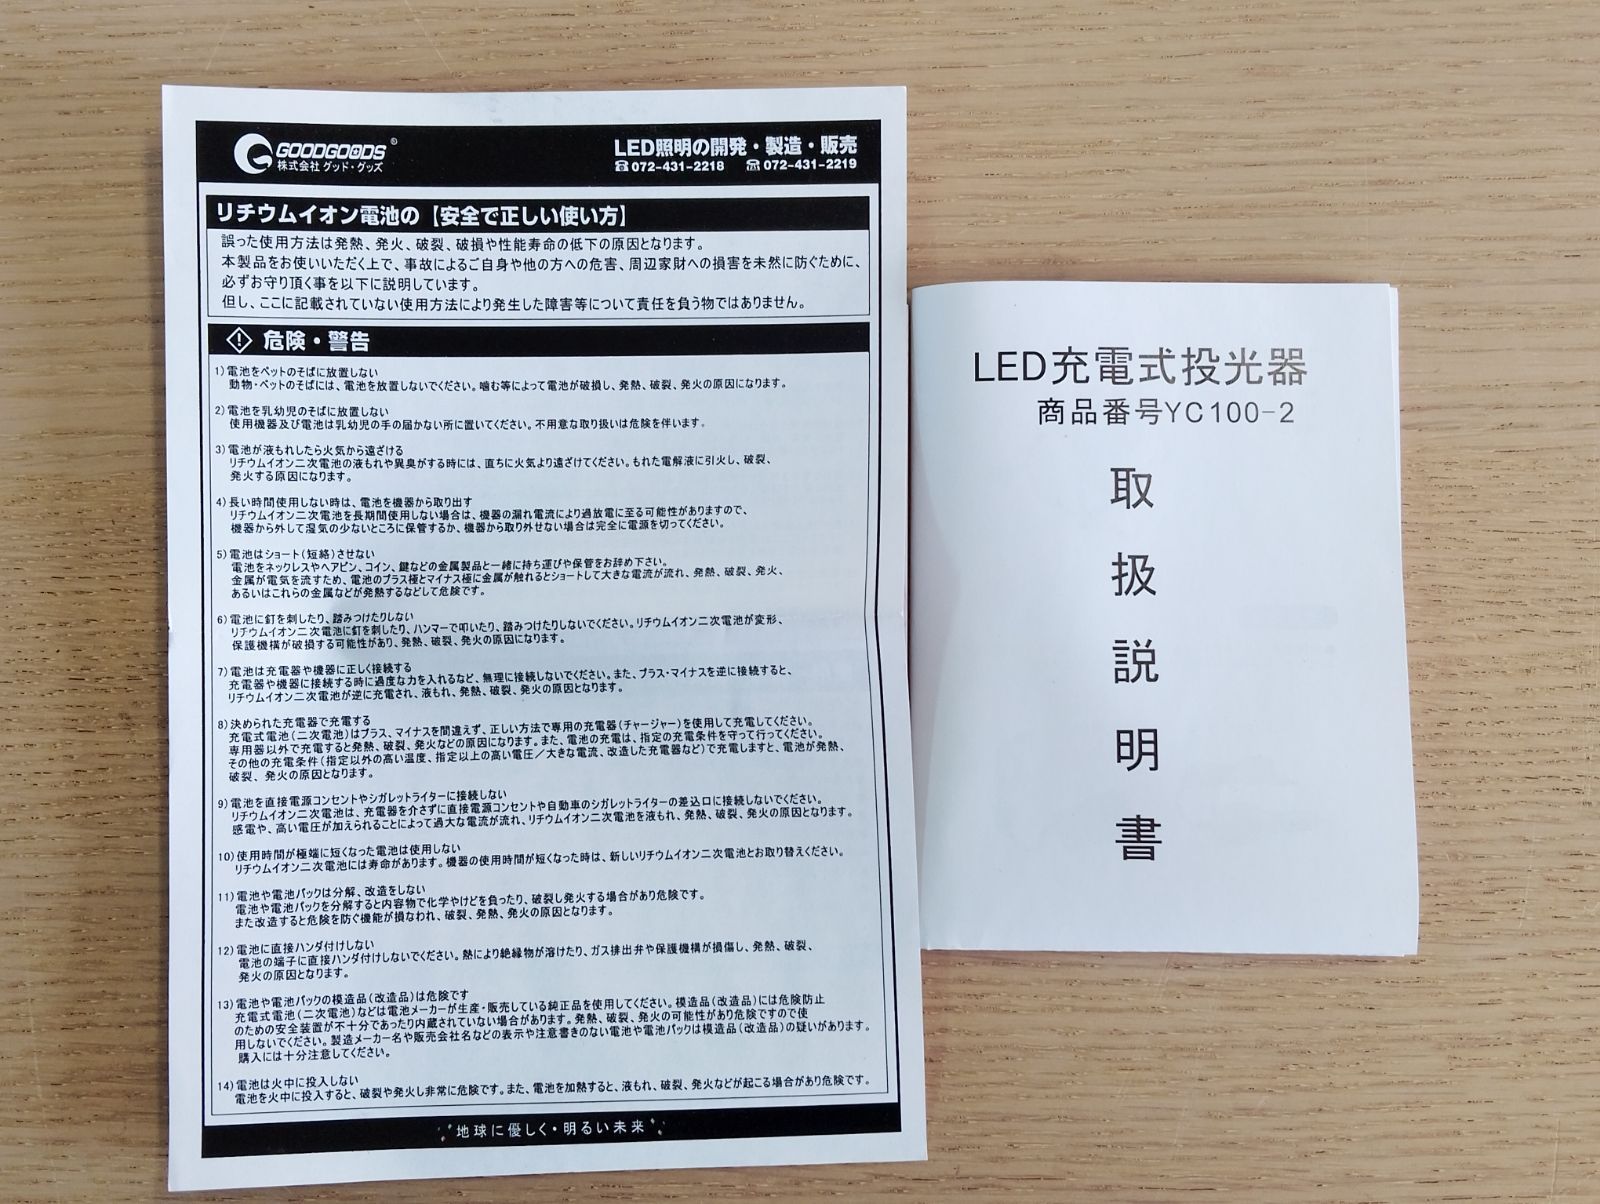 GOODGOODS®
株式会社 グッド・グッズ
LED照明の開発・製造・販売
☎072-431-2218 072-431-2219
リチウムイオン電池の【安全で正しい使い方】
誤った使用方法は発熱、発火、破裂、破損や性能寿命の低下の原因となります。
本製品をお使いいただく上で、事故によるご自身や他の方への危害、周辺家財への損害を未然に防ぐために、
必ずお守り頂く事を以下に説明しています。
但し、ここに記載されていない使用方法により発生した障害等について責任を負う物ではありません。
危険・警告
1）電池をペットのそばに放置しない
動物・ペットのそばには、電池を放置しないでください。噛む等によって電池が破損し、発熱、破裂、発火の原因になります。
2）電池を乳幼児のそばに放置しない
使用機器及び電池は乳幼児の手の届かない所に置いてください。不用意な取り扱いは危険を伴います。
3）電池が液もれしたら火気から遠ざける
リチウムイオン二次電池の液もれや異臭がする時には、直ちに火気より遠ざけてください。もれた電解液に引火し、破裂、
発火する原因になります。
4）長い時間使用しない時は、電池を機器から取り出す
リチウムイオン二次電池を長期間使用しない場合は、機器の漏れ電流により過放電に至る可能性がありますので、
機器から外して湿気の少ないところに保管するか、機器から取り外せない場合は完全に電源を切ってください。
5）電池はショート（短絡）させない
電池をネックレスやヘアピン、コイン、鍵などの金属製品と一緒に持ち運びや保管をお辞め下さい。
金属が電気を流すため、電池のプラス極とマイナス極に金属が触れるとショートして大きな電流が流れ、発熱、破裂、発火、
あるいはこれらの金属などが発熱するなどして危険です。
6）電池に釘を刺したり、踏みつけたりしない
リチウムイオン二次電池に釘を刺したり、ハンマーで叩いたり、踏みつけたりしないでください。リチウムイオン二次電池が変形、
保護機構が破損する可能性があり、発熱、破裂、発火の原因になります。
7）電池は充電器や機器に正しく接続する
充電器や機器に接続する時に過度な力を入れるなど、無理に接続しないでください。また、プラス・マイナスを逆に接続すると、
リチウムイオン二次電池が逆に充電され、液もれ、発熱、破裂、発火の原因となります。
8）決められた充電器で充電する
充電式電池（二次電池）はプラス、マイナスを間違えず、正しい方法で専用の充電器（チャージャー）を使用して充電してください。
専用器以外で充電すると発熱、破裂、発火などの原因になります。また、電池の充電は、指定の充電条件を守って行ってください。
その他の充電条件（指定以外の高い温度、指定以上の高い電圧／大きな電流、改造した充電器など）で充電しますと、電池が発熱、
破裂、発火の原因となります。
9）電池を直接電源コンセントやシガレットライターに接続しない
リチウムイオン二次電池は、充電器を介さずに直接電源コンセントや自動車のシガレットライターの差込口に接続しないでください。
感電や、高い電圧が加えられることによって過大な電流が流れ、リチウムイオン二次電池を液もれ、発熱、破裂、発火の原因となります。
10）使用時間が極端に短くなった電池は使用しない
リチウムイオン二次電池には寿命があります。機器の使用時間が短くなった時は、新しいリチウムイオン二次電池とお取り替えください。
11）電池や電池パックは分解、改造をしない
電池や電池パックを分解すると内容物で化学やけどを負ったり、破裂し発火する場合があり危険です。
また改造すると危険を防ぐ機能が損なわれ、破裂、発熱、発火の原因となります。
12）電池に直接ハンダ付けしない
電池の端子に直接ハンダ付けしないでください。熱により絶縁物が溶けたり、ガス排出弁や保護機構が損傷し、発熱、破裂、
発火の原因となります。
13）電池や電池パックの模造品（改造品）は危険です
充電式電池（二次電池）などは電池メーカーが生産・販売している純正品を使用してください。模造品（改造品）には危険防止
のための安全装置が不十分であったり内蔵されていない場合があります。発熱、破裂、発火の可能性があり危険ですので使
用しないでください。製造メーカー名や販売会社名などの表示や注意書きのない電池や電池パックは模造品（改造品）の疑いがあります。
購入には十分注意してください。
14）電池は火中に投入しない
電池を火中に投入すると、破裂や発火し非常に危険です。また、電池を加熱すると、液もれ、破裂、発火などが起こる場合があり危険です。
地球に優しく・明るい未来
LED充電式投光器
商品番号YC100-2
取扱説明書